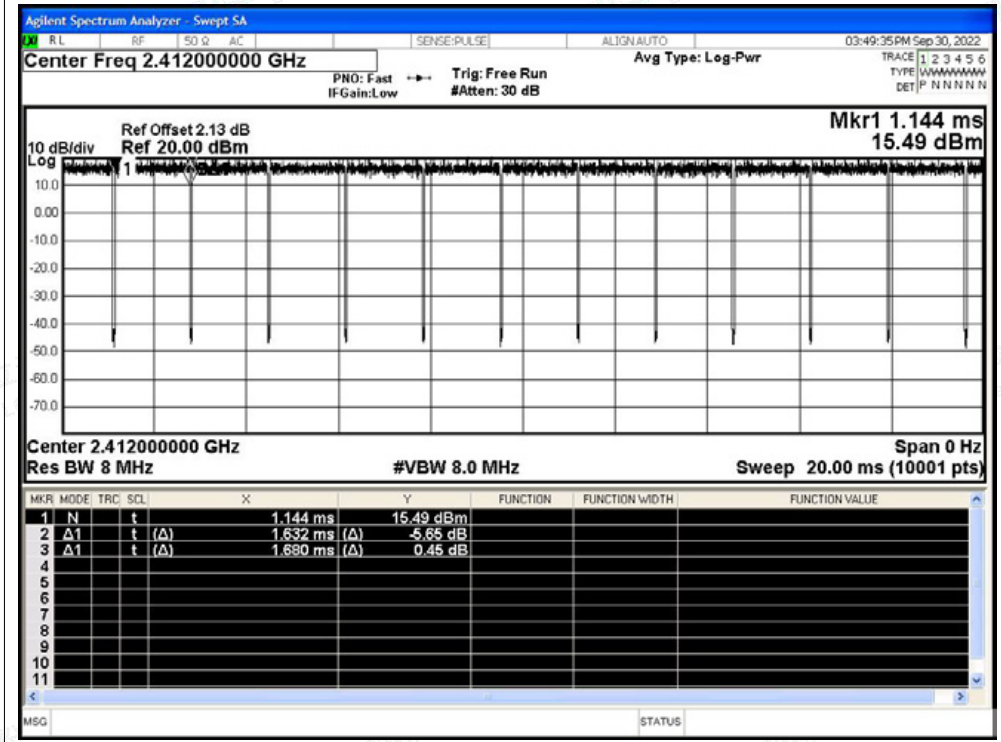 Agilent Spectrum Analyzer - Swept SA
LXI RL RF 50 Ω AC SENSE:PULSE ALIGN AUTO 03:49:35 PM Sep 30, 2022
Center Freq 2.412000000 GHz Avg Type: Log-Pwr TRACE 1 2 3 4 5 6
PNO: Fast Trig: Free Run TYPE WWWWWW
IFGain:Low #Atten: 30 dB DET P N N N N N
Mkr1 1.144 ms
Ref Offset 2.13 dB
10 dB/div Ref 20.00 dBm 15.49 dBm
Log
1
10.0
0.00
-10.0
-20.0
-30.0
-40.0
-50.0
-60.0
-70.0
Center 2.412000000 GHz Span 0 Hz
Res BW 8 MHz #VBW 8.0 MHz Sweep 20.00 ms (10001 pts)
MKR MODE TRC SCL X Y FUNCTION FUNCTION WIDTH FUNCTION VALUE
1 N t 1.144 ms 15.49 dBm
2 Δ1 t (Δ) 1.632 ms (Δ) -5.65 dB
3 Δ1 t (Δ) 1.680 ms (Δ) 0.45 dB
4
5
6
7
8
9
10
11
MSG STATUS